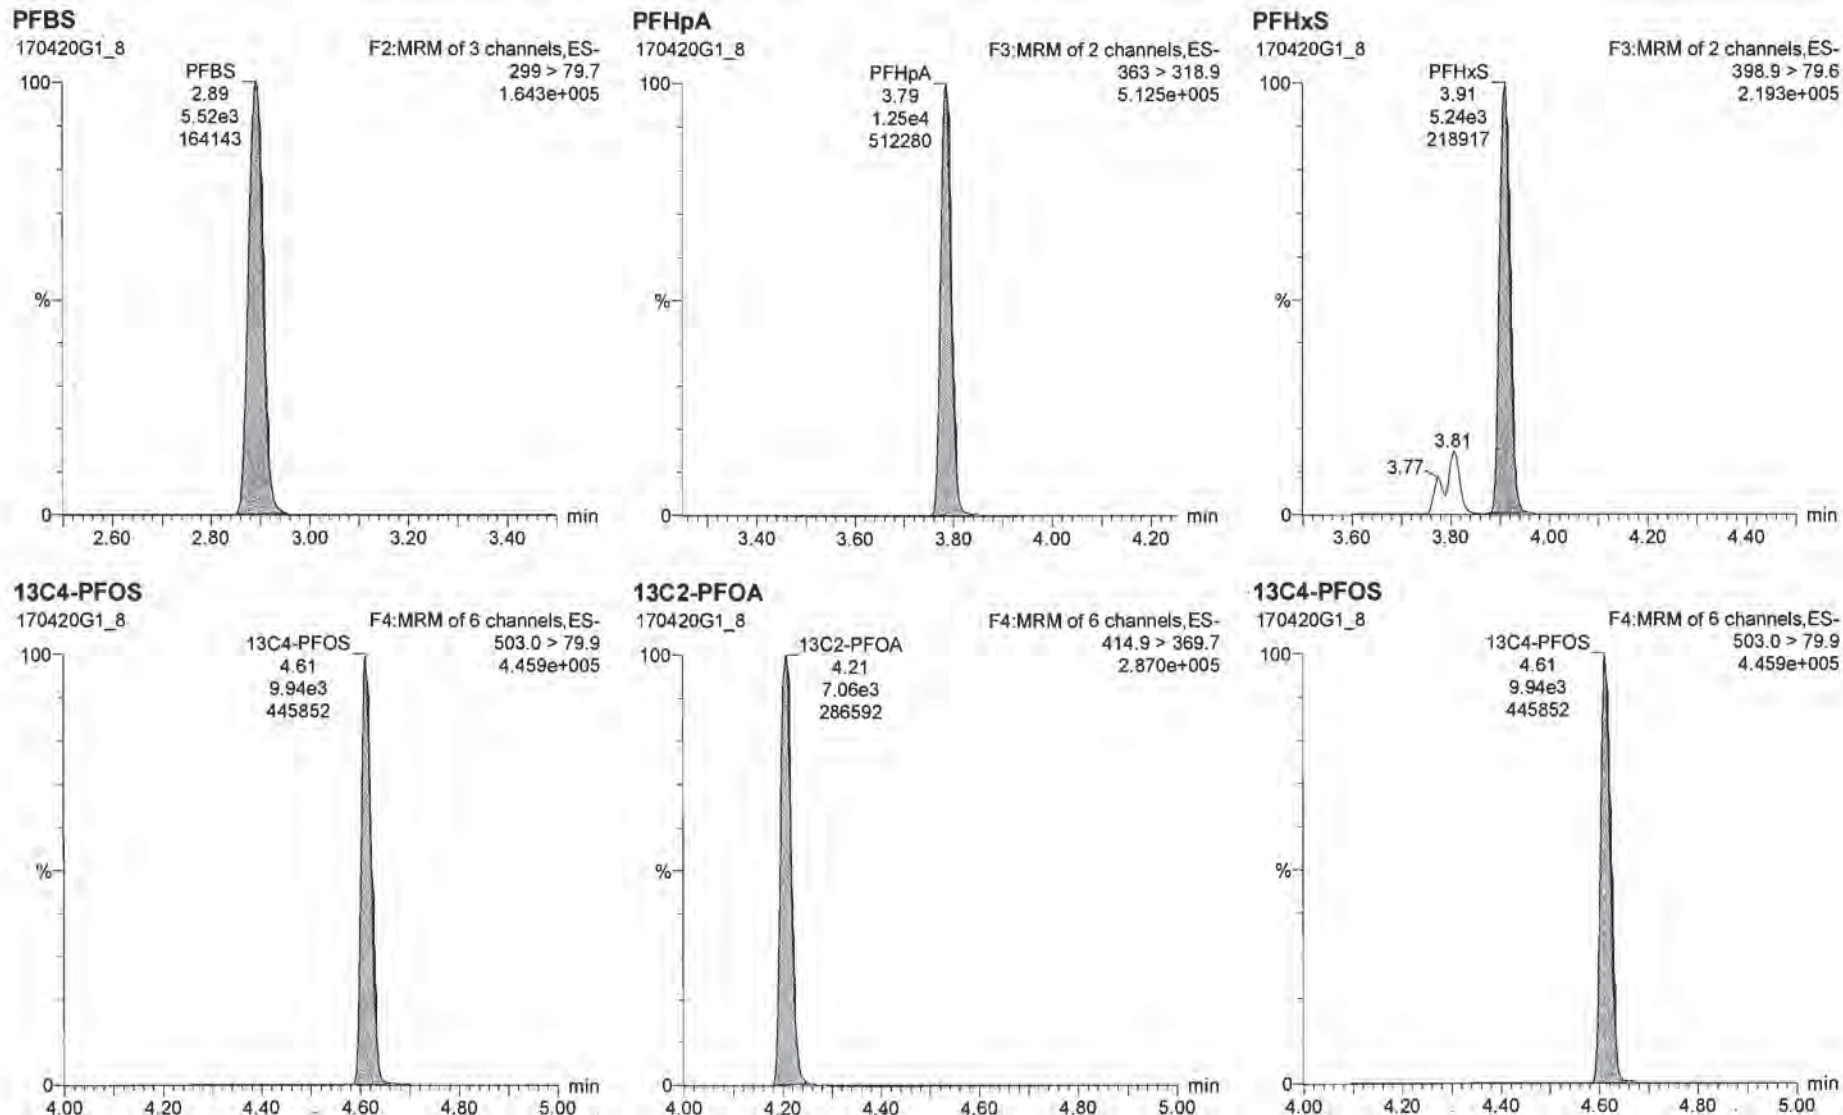 PFBS
170420G1_8
F2:MRM of 3 channels,ES-
299 > 79.7
1.643e+005
100
PFBS
2.89
5.52e3
164143
%
0
min
2.60 2.80 3.00 3.20 3.40
PFHpA
170420G1_8
F3:MRM of 2 channels,ES-
363 > 318.9
5.125e+005
100
PFHpA
3.79
1.25e4
512280
%
0
min
3.40 3.60 3.80 4.00 4.20
PFHxS
170420G1_8
F3:MRM of 2 channels,ES-
398.9 > 79.6
2.193e+005
100
PFHxS
3.91
5.24e3
218917
%
3.81
3.77
0
min
3.60 3.80 4.00 4.20 4.40
13C4-PFOS
170420G1_8
F4:MRM of 6 channels,ES-
503.0 > 79.9
4.459e+005
100
13C4-PFOS
4.61
9.94e3
445852
%
0
min
4.00 4.20 4.40 4.60 4.80 5.00
13C2-PFOA
170420G1_8
F4:MRM of 6 channels,ES-
414.9 > 369.7
2.870e+005
100
13C2-PFOA
4.21
7.06e3
286592
%
0
min
4.00 4.20 4.40 4.60 4.80 5.00
13C4-PFOS
170420G1_8
F4:MRM of 6 channels,ES-
503.0 > 79.9
4.459e+005
100
13C4-PFOS
4.61
9.94e3
445852
%
0
min
4.00 4.20 4.40 4.60 4.80 5.00